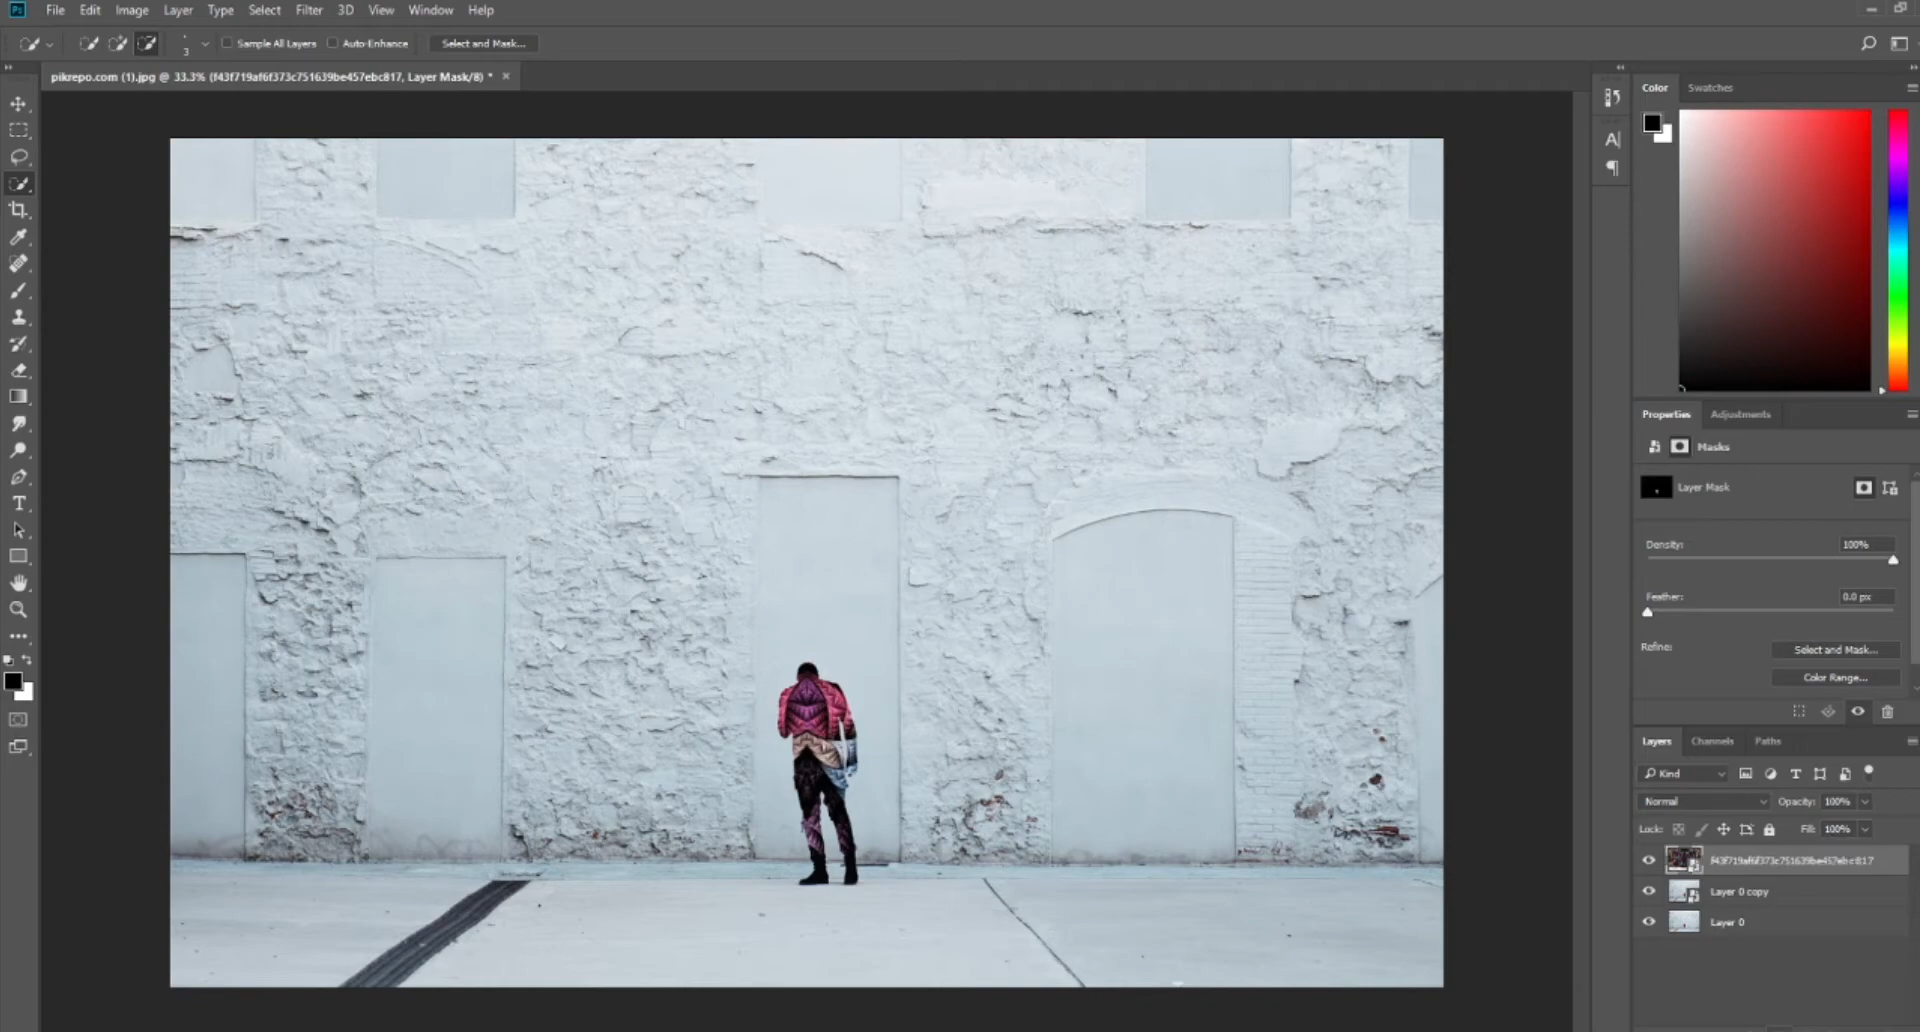 Ps File Edit Image Layer Type Select Filter 3D View Window Help
3 Sample All Layers Auto-Enhance Select and Mask...
pikrepo.com (1).jpg @ 33.3% (f43f719af6f373c751639be457ebc817, Layer Mask/8) * ×
Color Swatches
Properties Adjustments
Masks
Layer Mask
Density: 100%
Feather: 0.0 px
Refine: Select and Mask...
Color Range...
Layers Channels Paths
Kind
Normal Opacity: 100%
Lock: Fill: 100%
f43f719af6f373c751639be457ebc817
Layer 0 copy
Layer 0